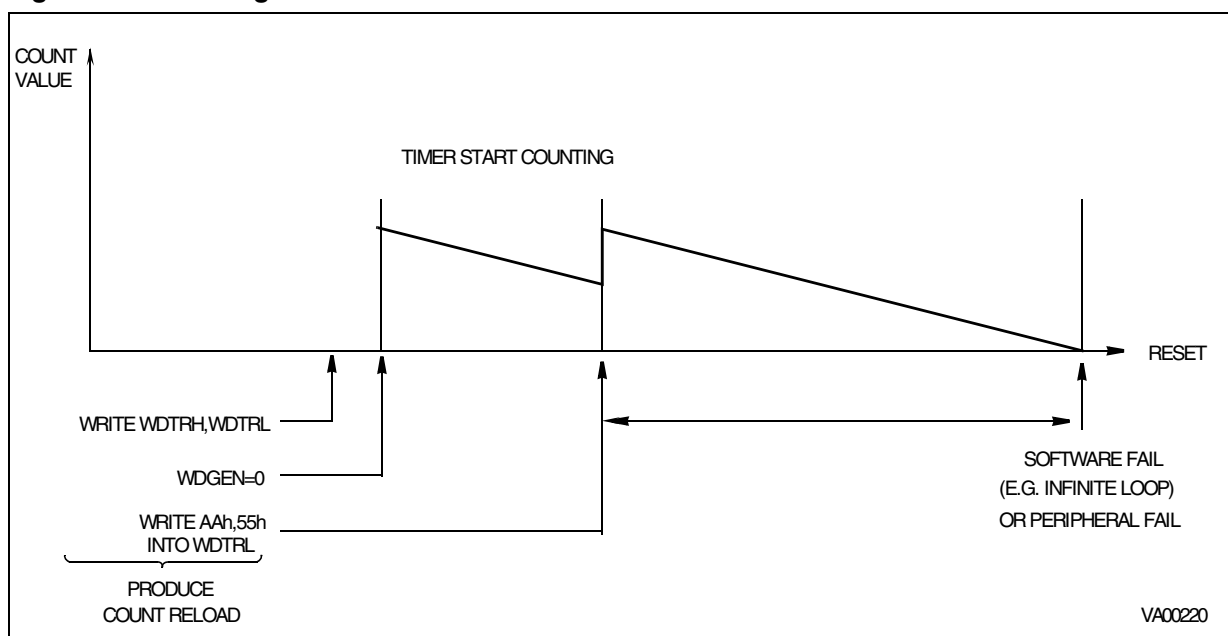 COUNT
VALUE
TIMER START COUNTING
RESET
WRITE WDTRH,WDTRL
WDGEN=0
WRITE AAh,55h
INTO WDTRL
PRODUCE
COUNT RELOAD
SOFTWARE FAIL
(E.G. INFINITE LOOP)
OR PERIPHERAL FAIL
VA00220